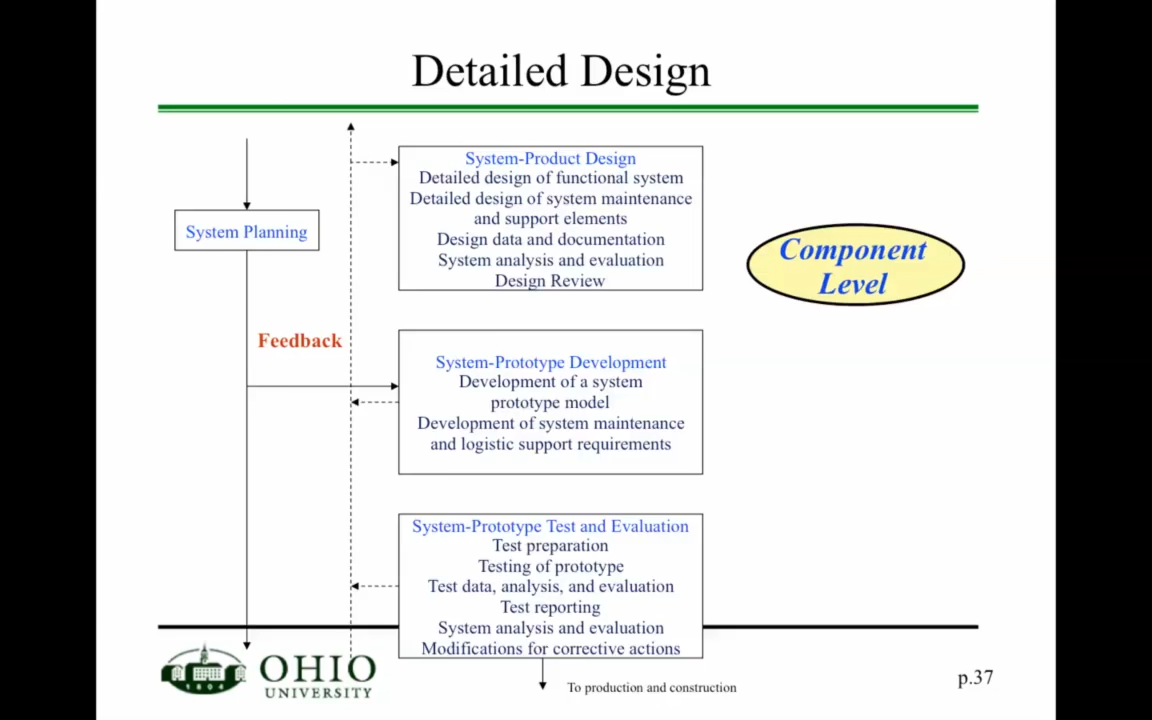 Detailed Design
System-Product Design
Detailed design of functional system
Detailed design of system maintenance
and support elements
Design data and documentation
System analysis and evaluation
Design Review
System Planning
Component
Level
Feedback
System-Prototype Development
Development of a system
prototype model
Development of system maintenance
and logistic support requirements
System-Prototype Test and Evaluation
Test preparation
Testing of prototype
Test data, analysis, and evaluation
Test reporting
System analysis and evaluation
Modifications for corrective actions
1804
OHIO
UNIVERSITY
To production and construction
p.37